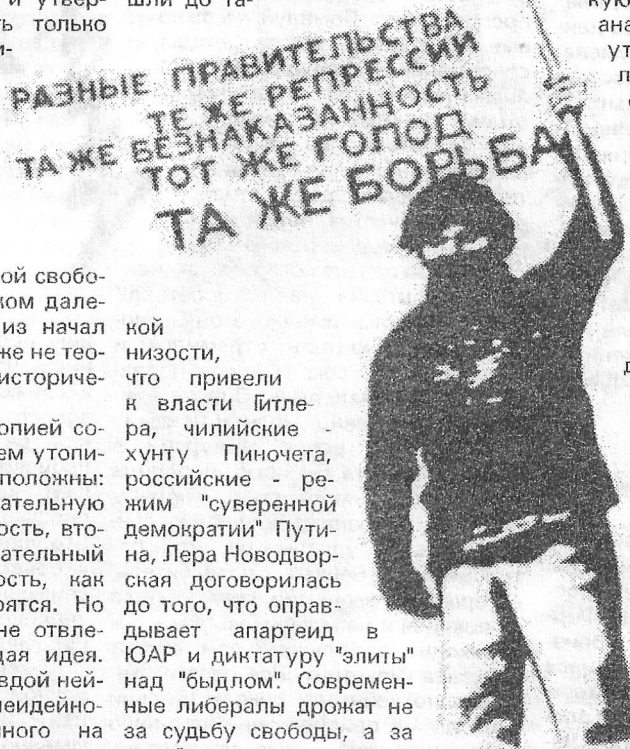 и утвер-
ть только
и-
шли до та-
кую
ана
ут
л
РАЗНЫЕ ПРАВИТЕЛЬСТВА
ТЕ ЖЕ РЕПРЕССИИ
ТА ЖЕ БЕЗНАКАЗАННОСТЬ
ТОТ ЖЕ ГОЛОД
ТА ЖЕ БОРЬБА
ой свобо-
ком дале-
из начал
же не тео-
историче-
опией со-
ем утопи-
положны:
ательную
ость, вто-
ательный
ость, как
рятся. Но
не отвле-
щая идея.
вдой ней-
неидейно-
ного на
кой
низости,
что привели
к власти Гитле-
ра, чилийские -
хунту Пиночета,
российские - ре-
жим "суверенной
демократии" Пути-
на, Лера Новодвор-
ская договорилась
до того, что оправ-
дывает апартеид в
ЮАР и диктатуру "элиты"
над "быдлом". Современ-
ные либералы дрожат не
за судьбу свободы, а за